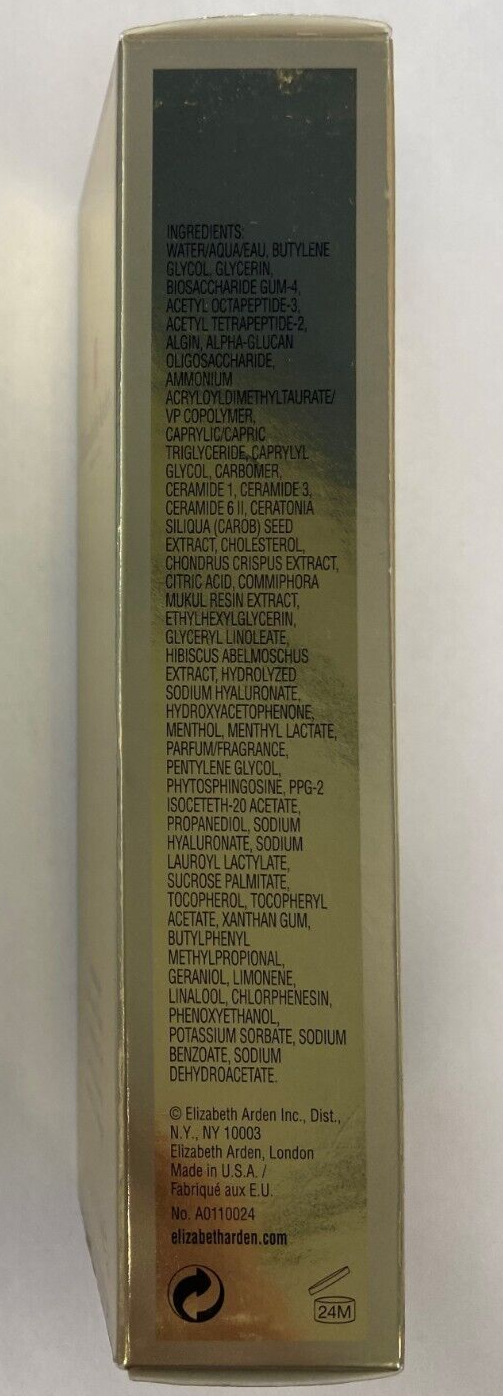 INGREDIENTS:
WATER/AQUA/EAU, BUTYLENE
GLYCOL, GLYCERIN,
BIOSACCHARIDE GUM-4,
ACETYL OCTAPEPTIDE-3,
ACETYL TETRAPEPTIDE-2,
ALGIN, ALPHA-GLUCAN
OLIGOSACCHARIDE,
AMMONIUM
ACRYLOYLDIMETHYLTAURATE/
VP COPOLYMER,
CAPRYLIC/CAPRIC
TRIGLYCERIDE, CAPRYLYL
GLYCOL, CARBOMER,
CERAMIDE 1, CERAMIDE 3,
CERAMIDE 6 II, CERATONIA
SILIQUA (CAROB) SEED
EXTRACT, CHOLESTEROL,
CHONDRUS CRISPUS EXTRACT,
CITRIC ACID, COMMIPHORA
MUKUL RESIN EXTRACT,
ETHYLHEXYLGLYCERIN,
GLYCERYL LINOLEATE,
HIBISCUS ABELMOSCHUS
EXTRACT, HYDROLYZED
SODIUM HYALURONATE,
HYDROXYACETOPHENONE,
MENTHOL, MENTHYL LACTATE,
PARFUM/FRAGRANCE,
PENTYLENE GLYCOL,
PHYTOSPHINGOSINE, PPG-2
ISOCETETH-20 ACETATE,
PROPANEDIOL, SODIUM
HYALURONATE, SODIUM
LAUROYL LACTYLATE,
SUCROSE PALMITATE,
TOCOPHEROL, TOCOPHERYL
ACETATE, XANTHAN GUM,
BUTYLPHENYL
METHYLPROPIONAL,
GERANIOL, LIMONENE,
LINALOOL, CHLORPHENESIN,
PHENOXYETHANOL,
POTASSIUM SORBATE, SODIUM
BENZOATE, SODIUM
DEHYDROACETATE.
© Elizabeth Arden Inc., Dist.,
N.Y., NY 10003
Elizabeth Arden, London
Made in U.S.A. /
Fabriqué aux E.U.
No. A0110024
elizabetharden.com
24M